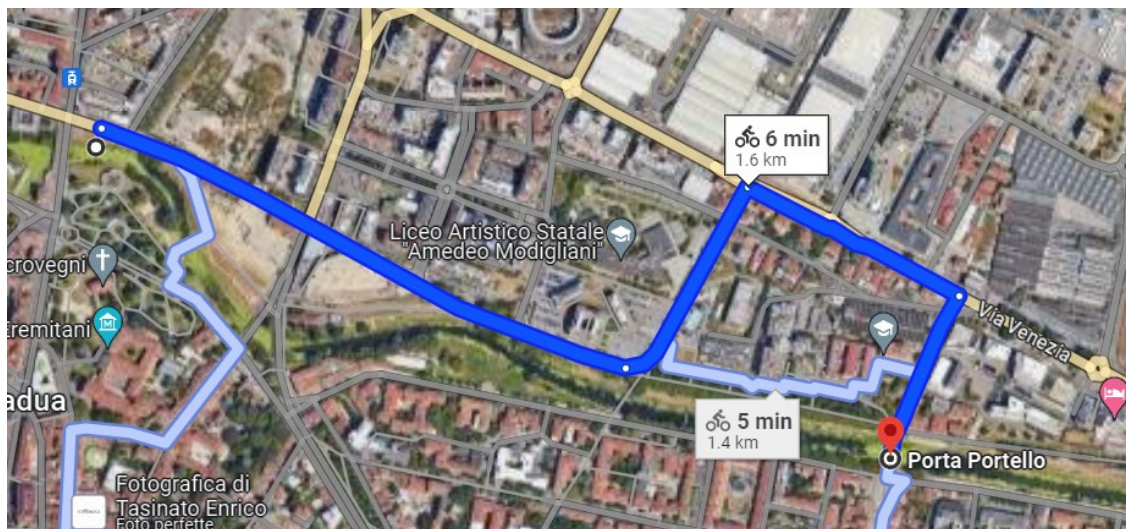 6 min
1.6 km
Liceo Artistico Statale
"Amedeo Modigliani"
crovegni
Eremitani
Via Venezia
adua
5 min
1.4 km
Porta Portello
Fotografica di
Tasinato Enrico
Foto perfette